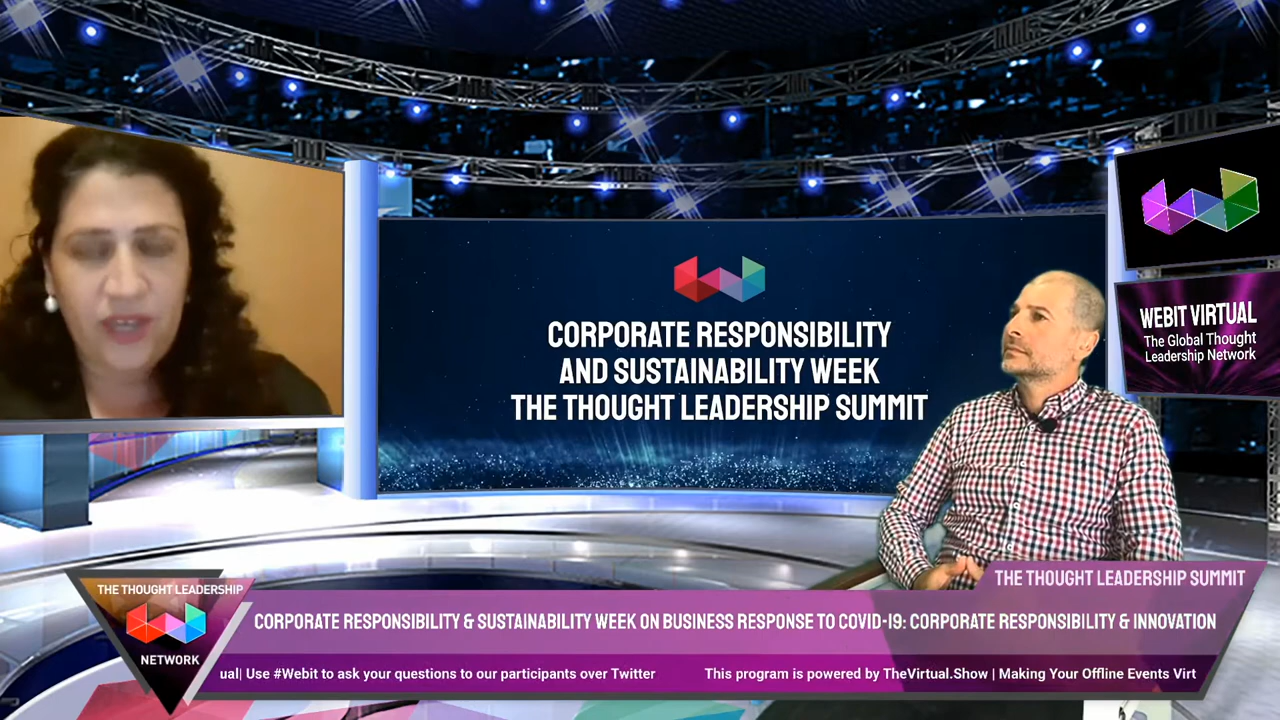 CORPORATE RESPONSIBILITY
AND SUSTAINABILITY WEEK
THE THOUGHT LEADERSHIP SUMMIT
WEBIT VIRTUAL
The Global Thought
Leadership Network
THE THOUGHT LEADERSHIP SUMMIT
THE THOUGHT LEADERSHIP
NETWORK
CORPORATE RESPONSIBILITY & SUSTAINABILITY WEEK ON BUSINESS RESPONSE TO COVID-19: CORPORATE RESPONSIBILITY & INNOVATION
ual| Use #Webit to ask your questions to our participants over Twitter
This program is powered by TheVirtual.Show | Making Your Offline Events Virt